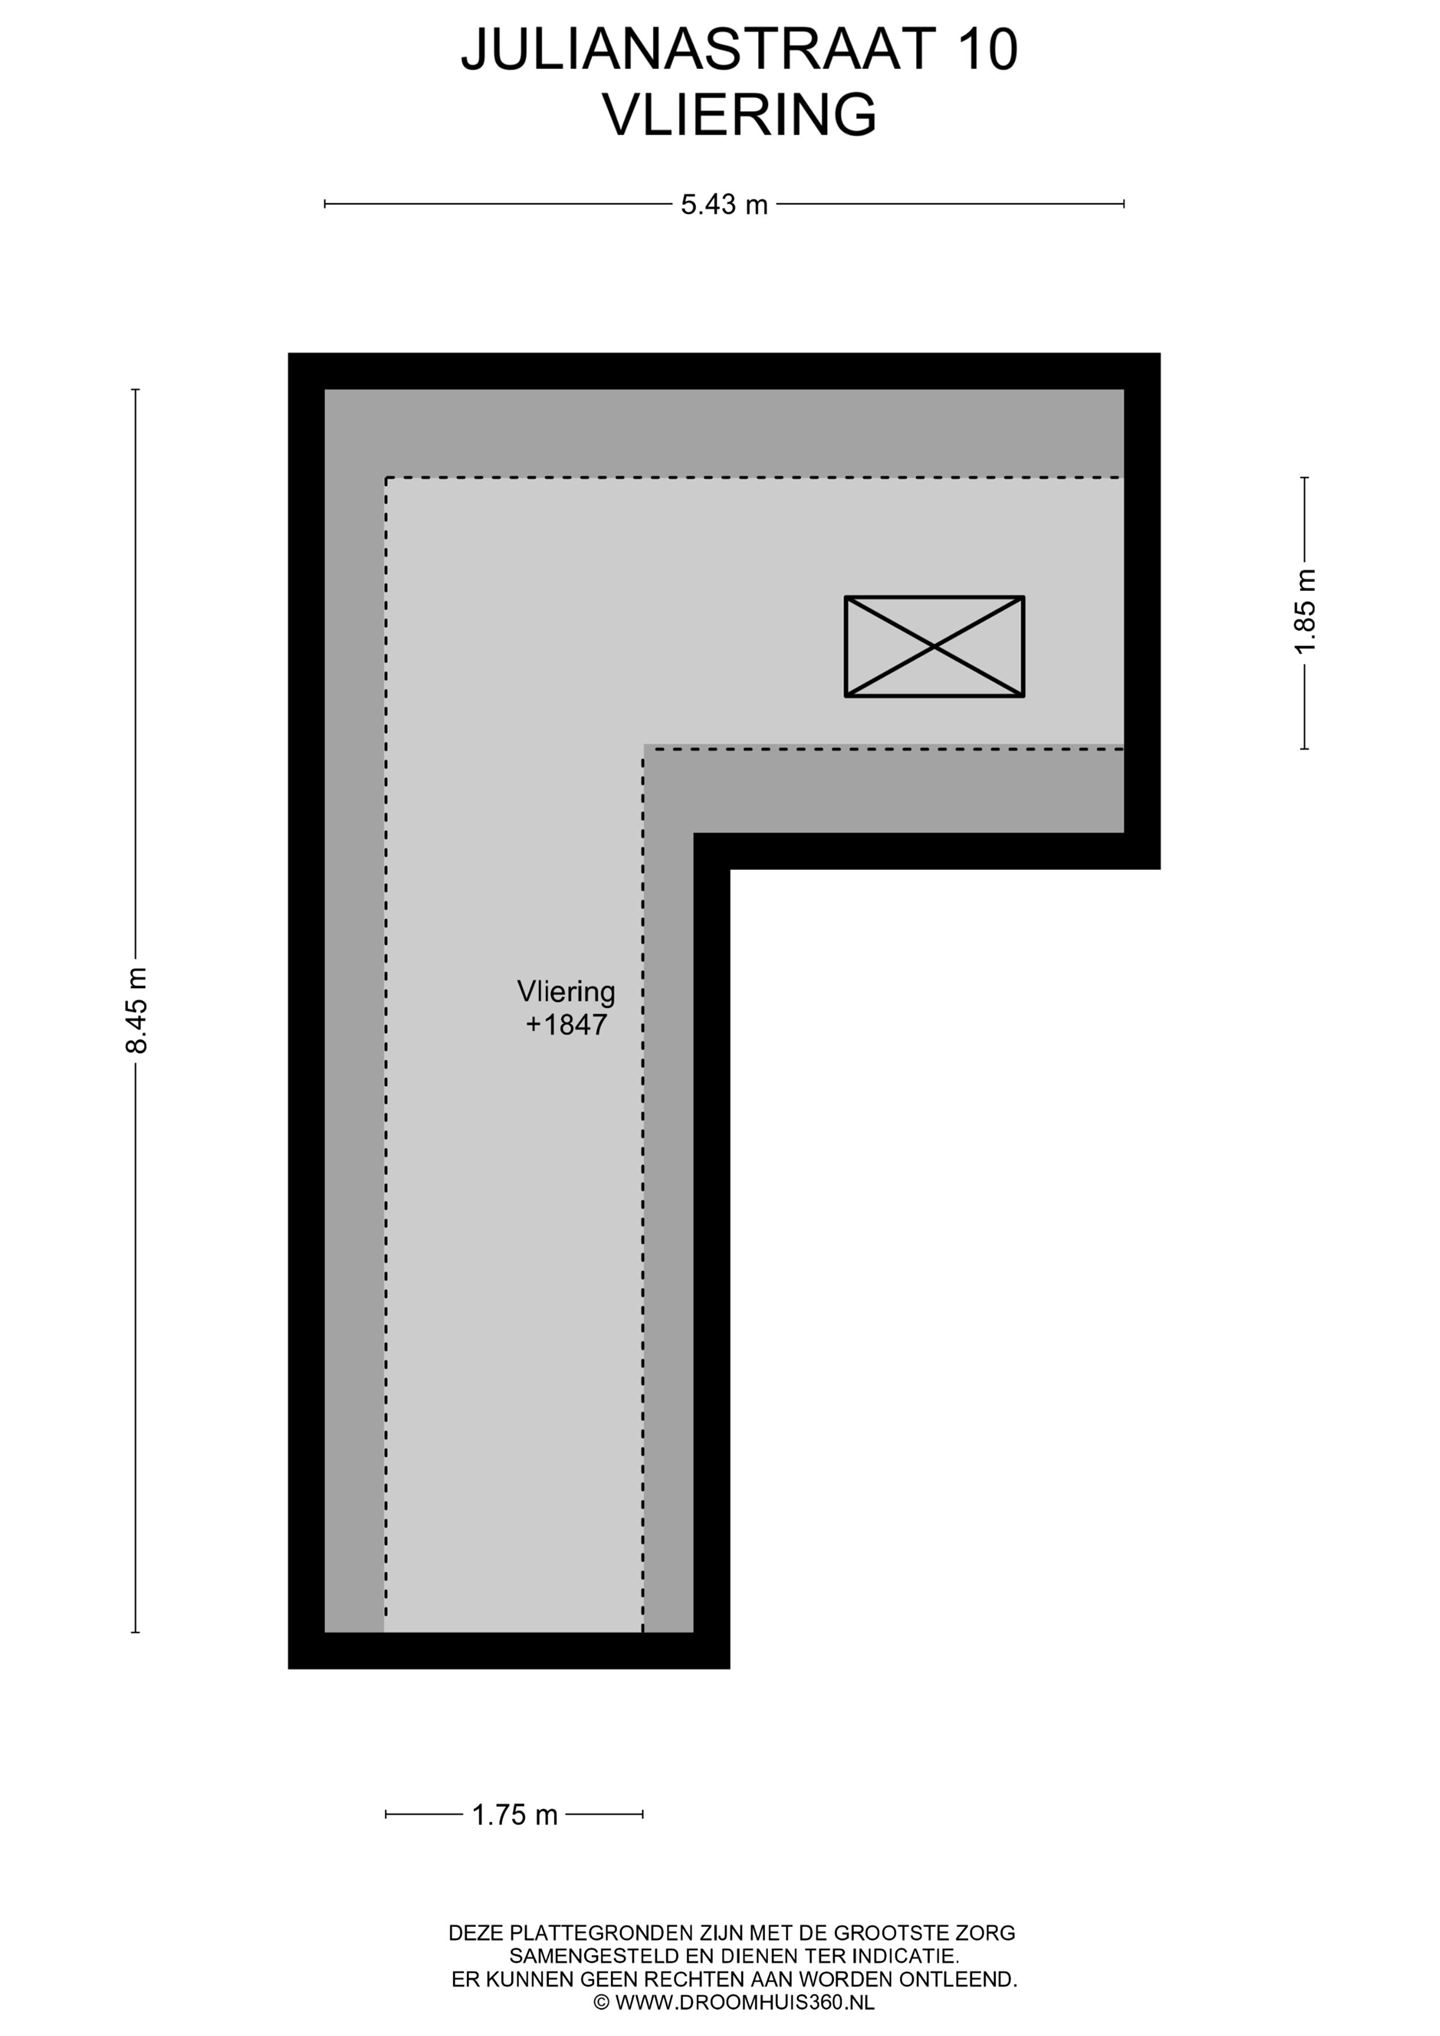 JULIANASTRAAT 10
VLIERING
5.43 m
1.85 m
8.45 m
Vliering
+1847
1.75 m
DEZE PLATTEGRONDEN ZIJN MET DE GROOTSTE ZORG
SAMENGESTELD EN DIENEN TER INDICATIE.
ER KUNNEN GEEN RECHTEN AAN WORDEN ONTLEEND.
© WWW.DROOMHUIS360.NL